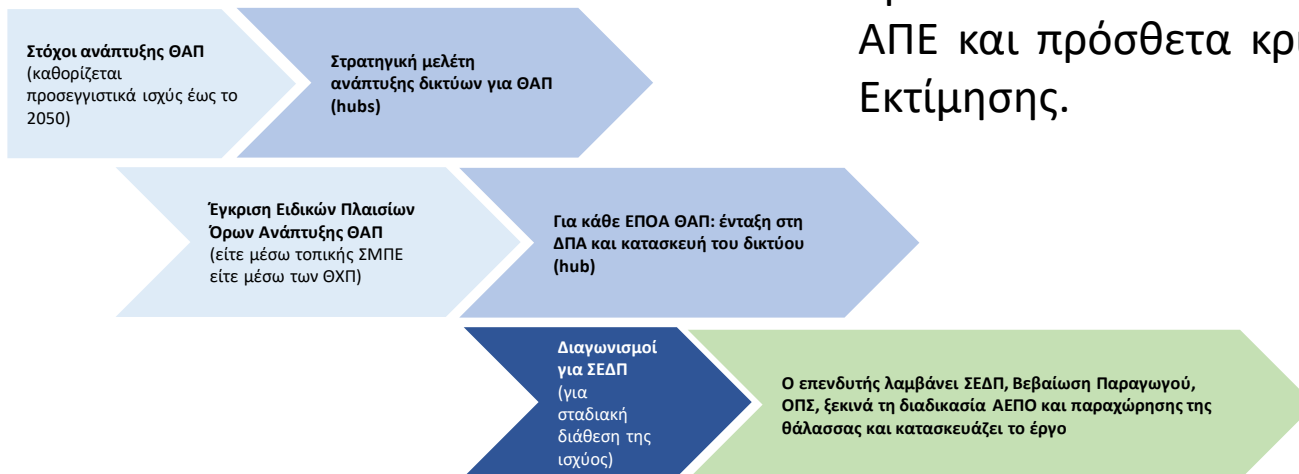 ΑΠΕ και πρόσθετα
Εκτίμησης.
Στόχοι ανάπτυξης ΘΑΠ
(καθορίζεται
προσεγγιστικά ισχύς έως το
2050)
Στρατηγική μελέτη
ανάπτυξης δικτύων για ΘΑΠ
(hubs)
Έγκριση Ειδικών Πλαισίων
Όρων Ανάπτυξης ΘΑΠ
(είτε μέσω τοπικής ΣΜΠΕ
είτε μέσω των ΘΧΠ)
Για κάθε ΕΠΟΑ ΘΑΠ: ένταξη στη
ΔΠΑ και κατασκευή του δικτύου
(hub)
Διαγωνισμοί
για ΣΕΔΠ
(για
σταδιακή
διάθεση της
ισχύος)
Ο επενδυτής λαμβάνει ΣΕΔΠ, Βεβαίωση Παραγωγού,
ΟΠΣ, ξεκινά τη διαδικασία ΑΕΠΟ και παραχώρησης της
θάλασσας και κατασκευάζει το έργο